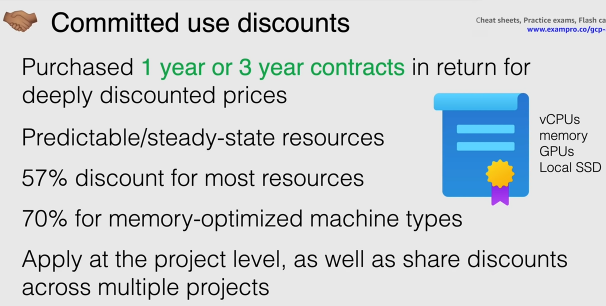 Committed use discounts
Cheat sheets, Practice exams, Flash ca
www.exampro.co/gcp-
Purchased 1 year or 3 year contracts in return for
deeply discounted prices
Predictable/steady-state resources
57% discount for most resources
70% for memory-optimized machine types
Apply at the project level, as well as share discounts
across multiple projects
vCPUs
memory
GPUs
Local SSD